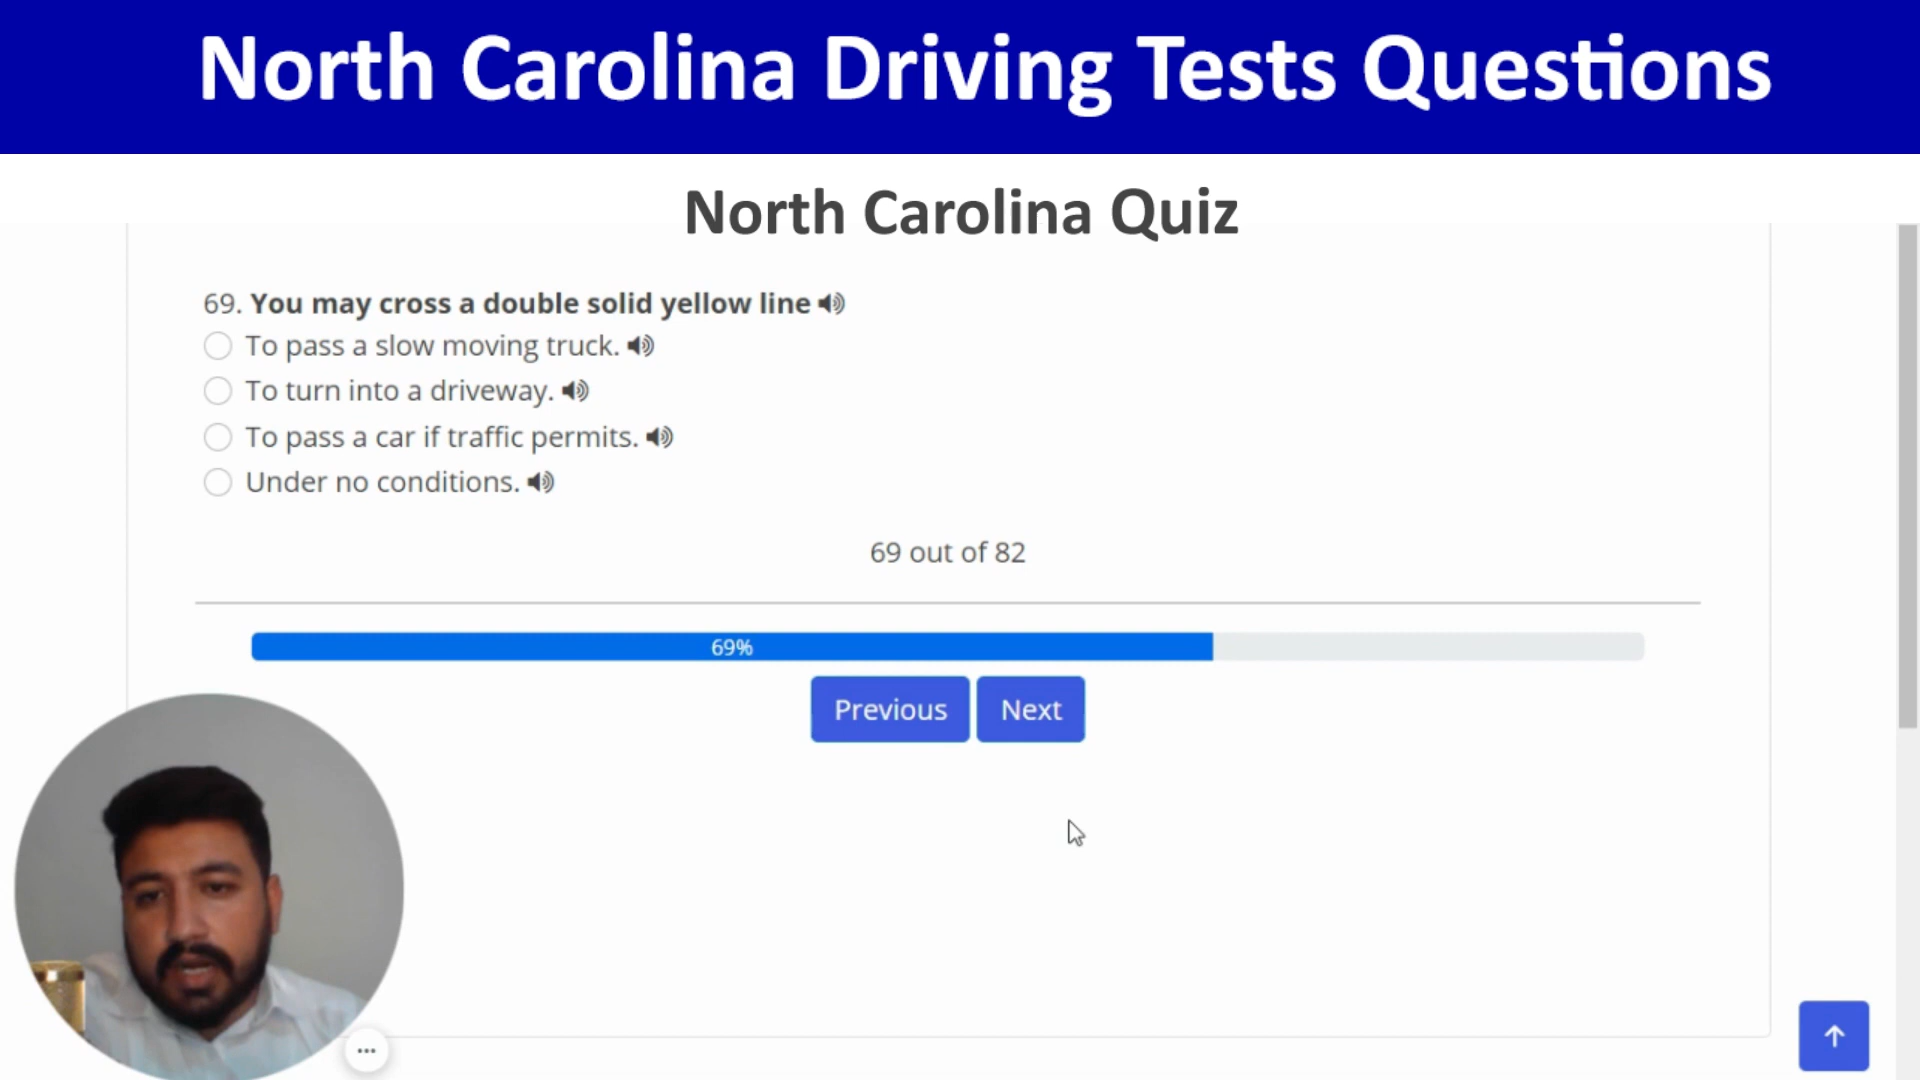 North Carolina Driving Tests Questions
North Carolina Quiz
69. You may cross a double solid yellow line
To pass a slow moving truck.
To turn into a driveway.
To pass a car if traffic permits.
Under no conditions.
69 out of 82
69%
Previous Next